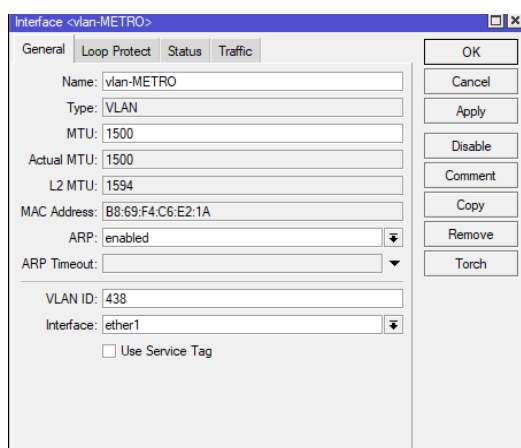 Interface <vlan-METRO>
General Loop Protect Status Traffic
OK
Name: vlan-METRO
Cancel
Type: VLAN
Apply
MTU: 1500
Disable
Actual MTU: 1500
Comment
L2 MTU: 1594
Copy
MAC Address: B8:69:F4:C6:E2:1A
Remove
ARP: enabled
Torch
ARP Timeout:
VLAN ID: 438
Interface: ether1
Use Service Tag